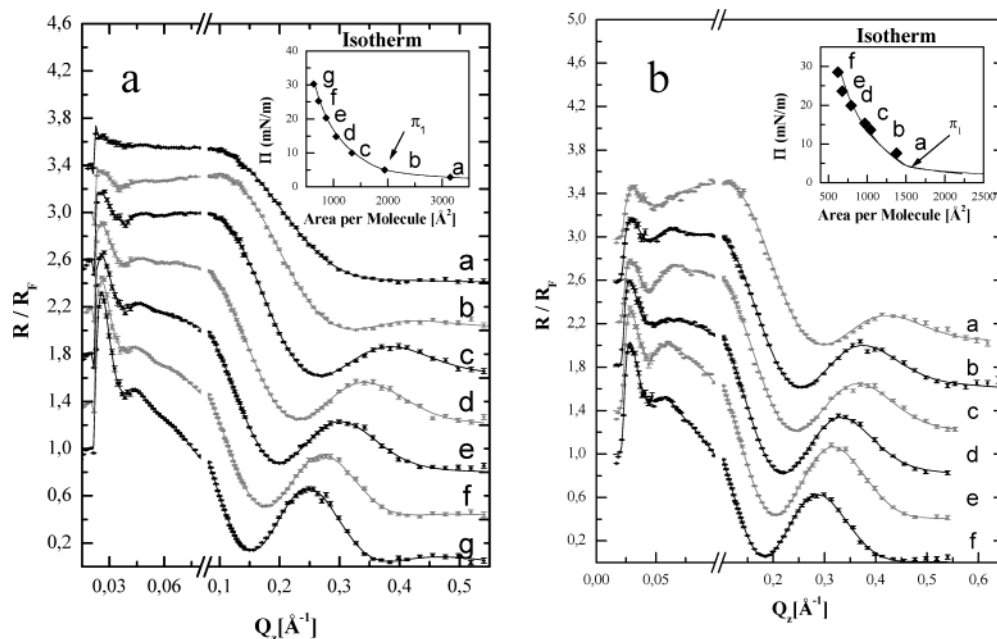 a
4,6
4,2
3,8
3,4
3,0
2,6
2,2
1,8
1,4
1,0
0,6
0,2
R / R_F
0,03 0,06 0,1 0,2 0,3 0,4 0,5
Q_z[Å⁻¹]
Isotherm
Π (mN/m)
40
30
20
10
0
g
f
e
d
c
b
a
π₁
1000 2000 3000
Area per Molecule [Å²]
a
b
c
d
e
f
g
b
5,0
4,6
4,2
3,8
3,4
3,0
2,6
2,2
1,8
1,4
1,0
0,6
0,2
R / R_F
0,00 0,05 0,2 0,3 0,4 0,5 0,6
Q_z[Å⁻¹]
Isotherm
Π (mN/m)
30
20
10
0
f
e
d
c
b
a
π₁
500 1000 1500 2000 2500
Area per Molecule [Å²]
a
b
c
d
e
f